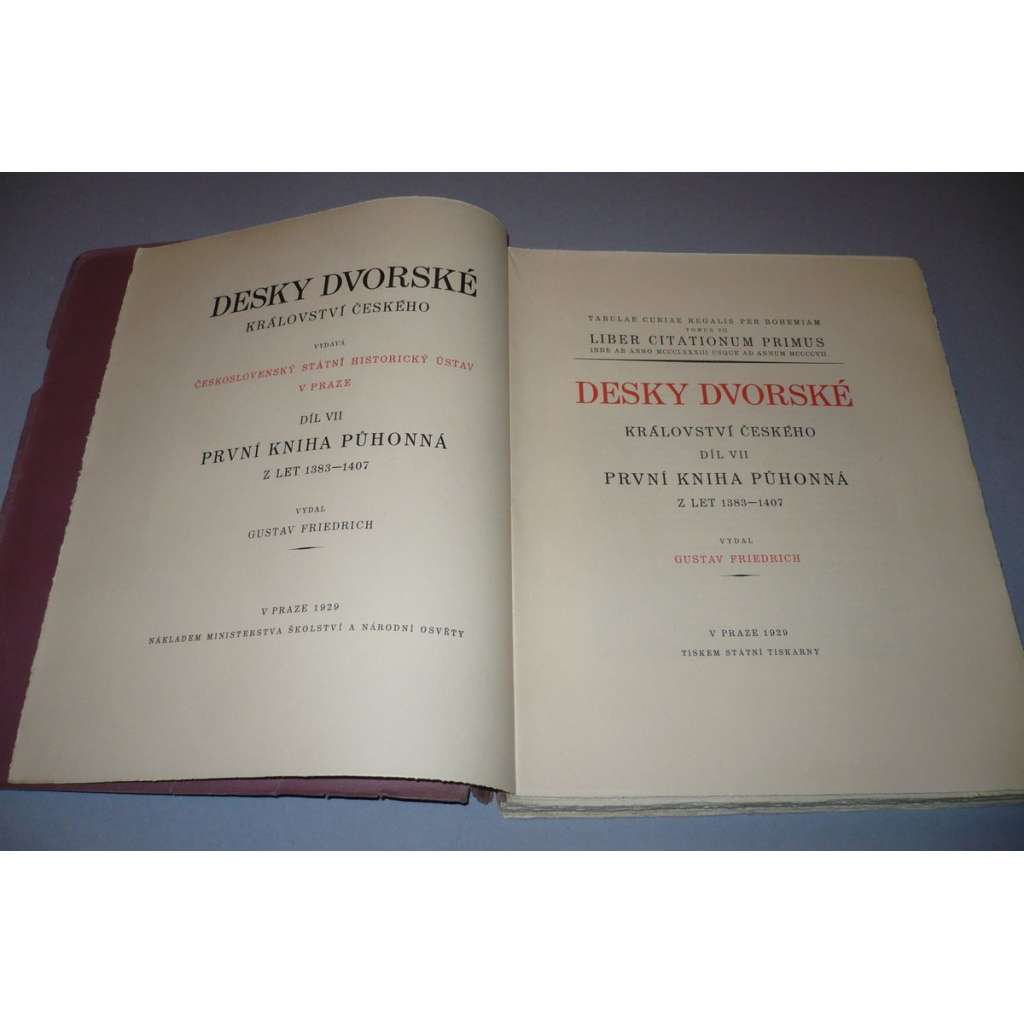 DESKY DVORSKÉ
KRÁLOVSTVÍ ČESKÉHO
VYDÁVÁ
ČESKOSLOVENSKÝ STÁTNÍ HISTORICKÝ ÚSTAV
V PRAZE
DÍL VII
PRVNÍ KNIHA PŮHONNÁ
Z LET 1383—1407
VYDAL
GUSTAV FRIEDRICH
V PRAZE 1929
NÁKLADEM MINISTERSTVA ŠKOLSTVÍ A NÁRODNÍ OSVĚTY
TABULAE CURIAE REGALIS PER BOHEMIAM
TOMUS VII
LIBER CITATIONUM PRIMUS
INDE AB ANNO MCCCLXXXIII USQUE AD ANNUM MCCCCVII
DESKY DVORSKÉ
KRÁLOVSTVÍ ČESKÉHO
DÍL VII
PRVNÍ KNIHA PŮHONNÁ
Z LET 1383—1407
VYDAL
GUSTAV FRIEDRICH
V PRAZE 1929
TISKEM STÁTNÍ TISKÁRNY